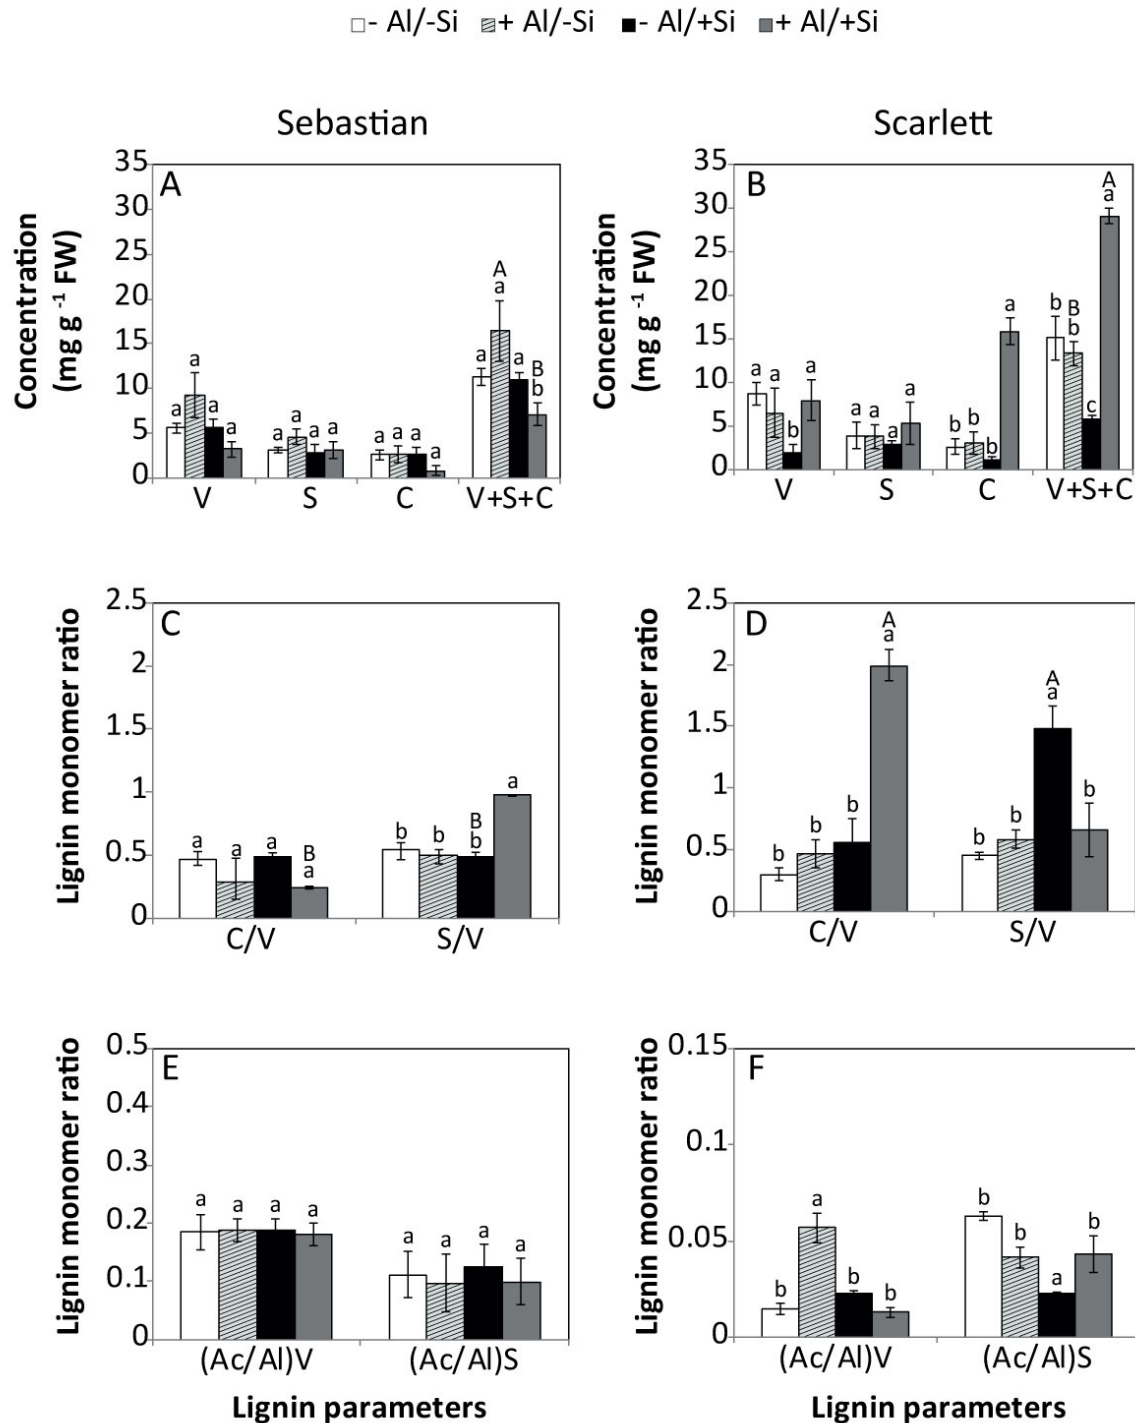 - Al/-Si + Al/-Si - Al/+Si + Al/+Si
Sebastian
A
Concentration
(mg g -1 FW)
35
30
25
20
15
10
5
0
a a a a
a a a a
a a a a
a A a a B b
V S C V+S+C
Scarlett
B
Concentration
(mg g -1 FW)
35
30
25
20
15
10
5
0
a a b a
a a a a
b b b a
b B b c A a
V S C V+S+C
C
Lignin monomer ratio
2.5
2
1.5
1
0.5
0
a a a B a
b b B b a
C/V S/V
D
Lignin monomer ratio
2.5
2
1.5
1
0.5
0
b b b A a
b b A a b
C/V S/V
E
Lignin monomer ratio
0.5
0.4
0.3
0.2
0.1
0
a a a a
a a a a
(Ac/Al)V (Ac/Al)S
Lignin parameters
F
Lignin monomer ratio
0.15
0.1
0.05
0
b a b b
b b a b
(Ac/Al)V (Ac/Al)S
Lignin parameters